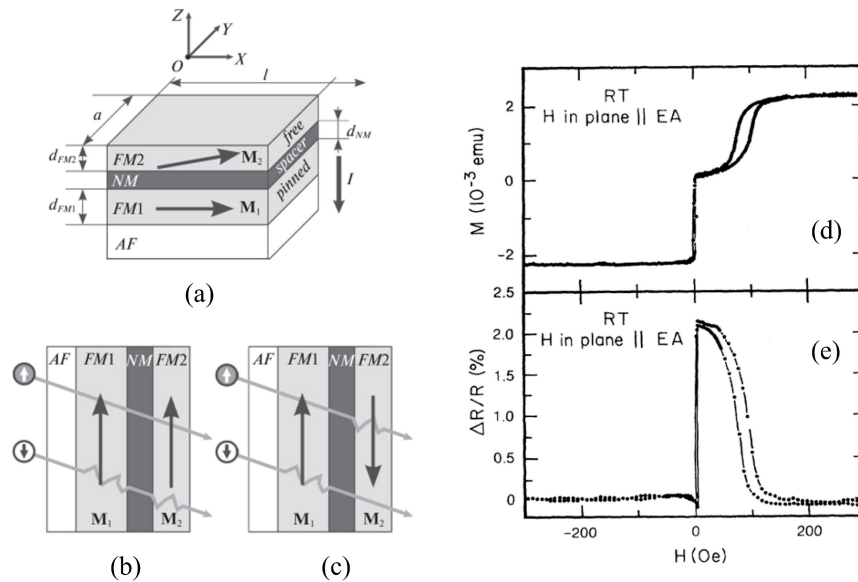 Z
Y
X
O
l
a
d_FM2
FM2
M₂
free
d_NM
NM
spacer
I
d_FM1
FM1
M₁
pinned
AF
(a)
AF FM1 NM FM2
M₁ M₂
(b)
AF FM1 NM FM2
M₁ M₂
(c)
RT
H in plane || EA
M (10⁻³ emu)
2
0
-2
(d)
RT
H in plane || EA
ΔR/R (%)
2.5
2.0
1.5
1.0
0.5
0
(e)
-200 0 200
H (Oe)